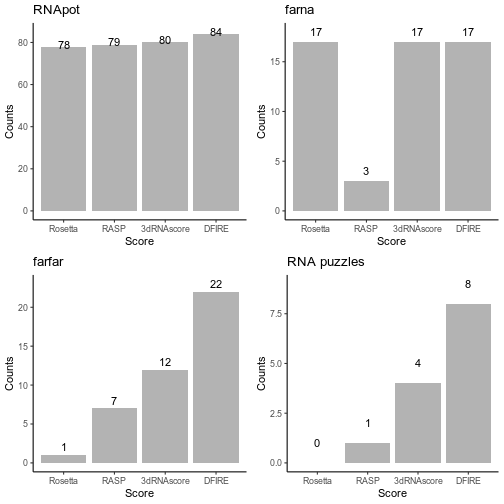 RNApot
Counts
80
60
40
20
0
78
79
80
84
Rosetta RASP 3dRNAscore DFIRE
Score
farna
Counts
15
10
5
0
17
3
17
17
Rosetta RASP 3dRNAscore DFIRE
Score
farfar
Counts
20
15
10
5
0
1
7
12
22
Rosetta RASP 3dRNAscore DFIRE
Score
RNA puzzles
Counts
7.5
5.0
2.5
0.0
0
1
4
8
Rosetta RASP 3dRNAscore DFIRE
Score